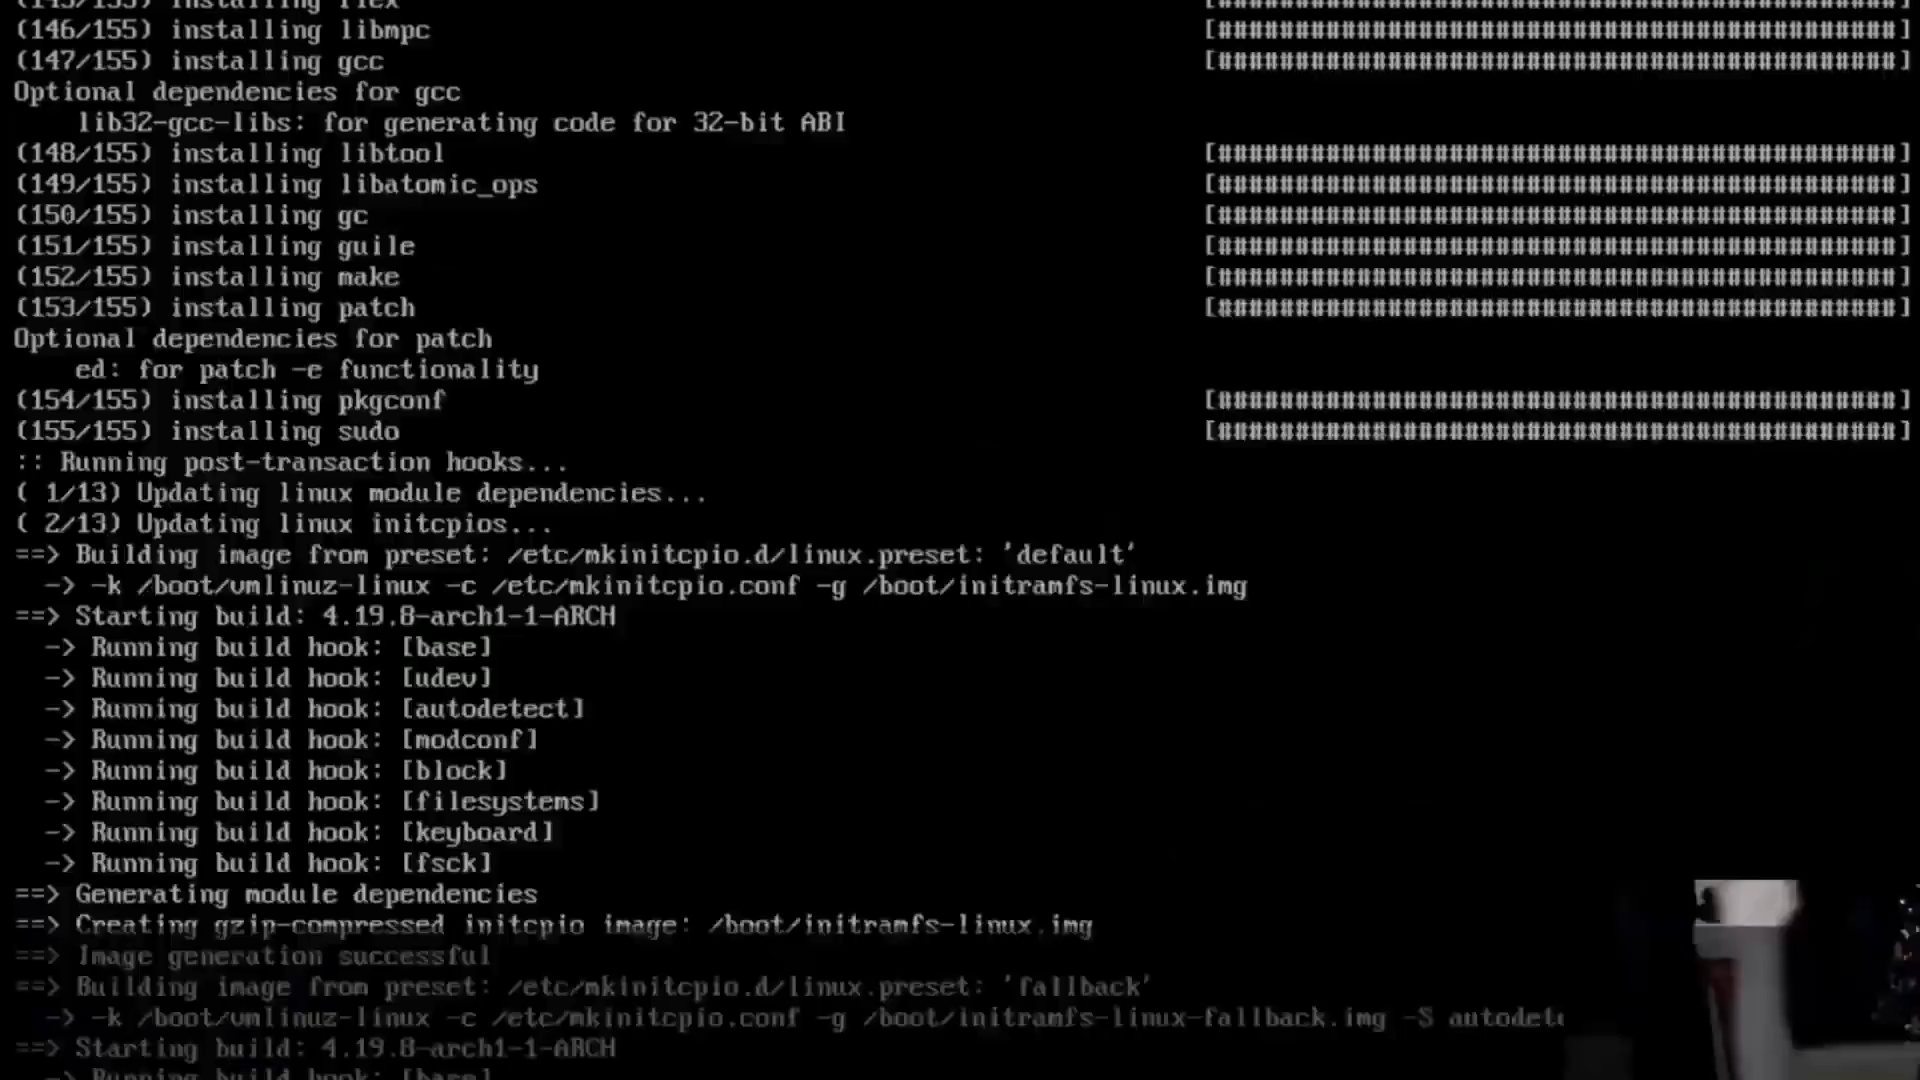 (145/155) installing flex [############################################]
(146/155) installing libmpc [############################################]
(147/155) installing gcc [############################################]
Optional dependencies for gcc
lib32-gcc-libs: for generating code for 32-bit ABI
(148/155) installing libtool [############################################]
(149/155) installing libatomic_ops [############################################]
(150/155) installing gc [############################################]
(151/155) installing guile [############################################]
(152/155) installing make [############################################]
(153/155) installing patch [############################################]
Optional dependencies for patch
ed: for patch -e functionality
(154/155) installing pkgconf [############################################]
(155/155) installing sudo [############################################]
:: Running post-transaction hooks...
( 1/13) Updating linux module dependencies...
( 2/13) Updating linux initcpios...
==> Building image from preset: /etc/mkinitcpio.d/linux.preset: 'default'
-> -k /boot/vmlinuz-linux -c /etc/mkinitcpio.conf -g /boot/initramfs-linux.img
==> Starting build: 4.19.8-arch1-1-ARCH
-> Running build hook: [base]
-> Running build hook: [udev]
-> Running build hook: [autodetect]
-> Running build hook: [modconf]
-> Running build hook: [block]
-> Running build hook: [filesystems]
-> Running build hook: [keyboard]
-> Running build hook: [fsck]
==> Generating module dependencies
==> Creating gzip-compressed initcpio image: /boot/initramfs-linux.img
==> Image generation successful
==> Building image from preset: /etc/mkinitcpio.d/linux.preset: 'fallback'
-> -k /boot/vmlinuz-linux -c /etc/mkinitcpio.conf -g /boot/initramfs-linux-fallback.img -S
==> Starting build: 4.19.8-arch1-1-ARCH
-> Running build hook: [base]